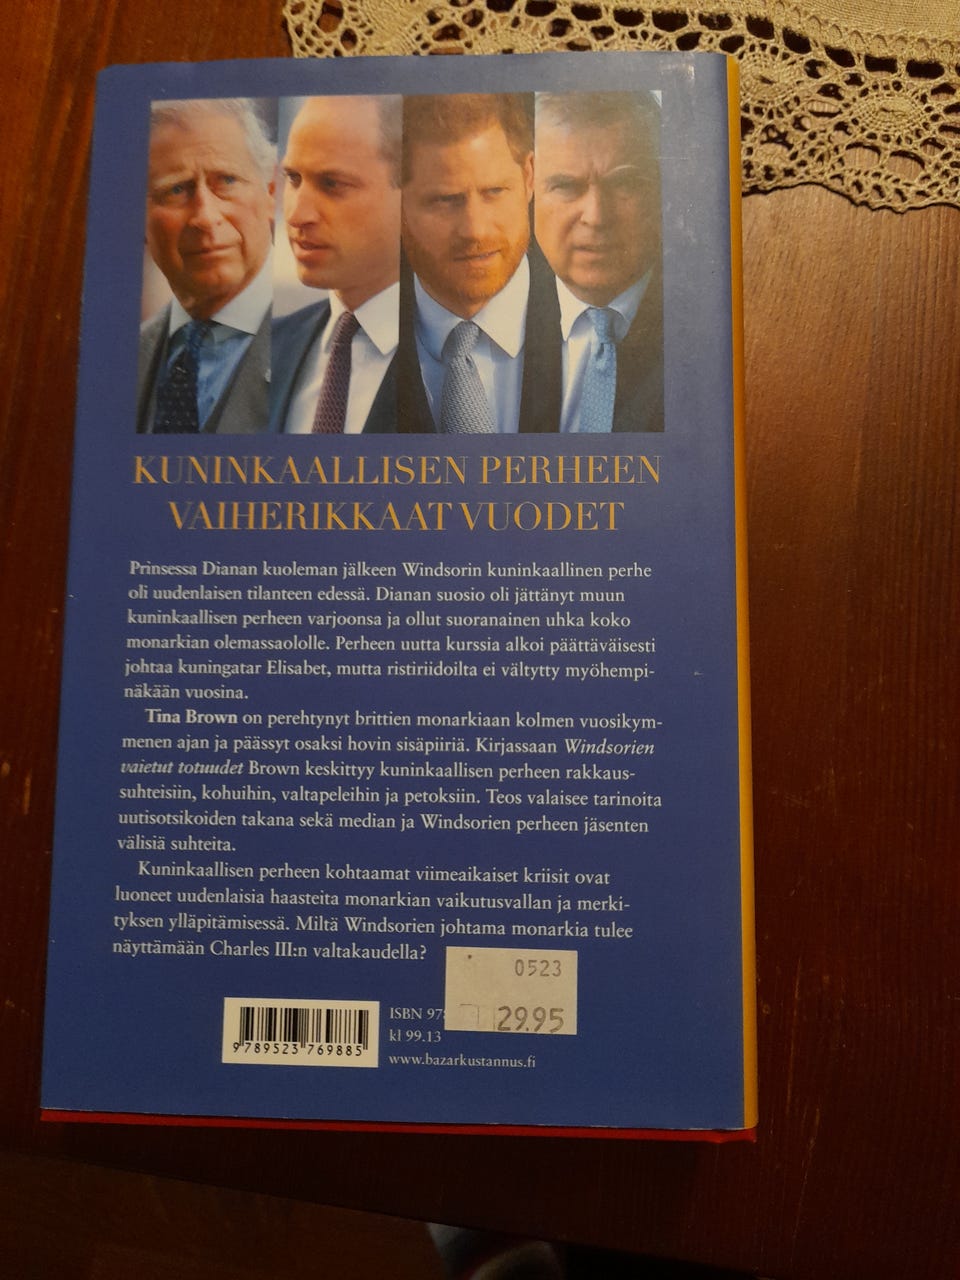 KUNINKAALLISEN PERHEEN
VAIHERIKKAAT VUODET
Prinsessa Dianan kuoleman jälkeen Windsorin kuninkaallinen perhe
oli uudenlaisen tilanteen edessä. Dianan suosio oli jättänyt muun
kuninkaallisen perheen varjoonsa ja ollut suoranainen uhka koko
monarkian olemassaololle. Perheen uutta kurssia alkoi päättäväisesti
johtaa kuningatar Elisabet, mutta ristiriidoilta ei vältytty myöhempi-
näkään vuosina.
Tina Brown on perehtynyt brittien monarkiaan kolmen vuosikym-
menen ajan ja päässyt osaksi hovin sisäpiiriä. Kirjassaan Windsorien
vaietut totuudet Brown keskittyy kuninkaallisen perheen rakkaus-
suhteisiin, kohuihin, valtapeleihin ja petoksiin. Teos valaisee tarinoita
uutisotsikoiden takana sekä median ja Windsorien perheen jäsenten
välisiä suhteita.
Kuninkaallisen perheen kohtaamat viimeaikaiset kriisit ovat
luoneet uudenlaisia haasteita monarkian vaikutusvallan ja merki-
tyksen ylläpitämisessä. Miltä Windsorien johtama monarkia tulee
näyttämään Charles III:n valtakaudella?
0523
29.95
ISBN 97
kl 99.13
www.bazarkustannus.fi
9789523769885